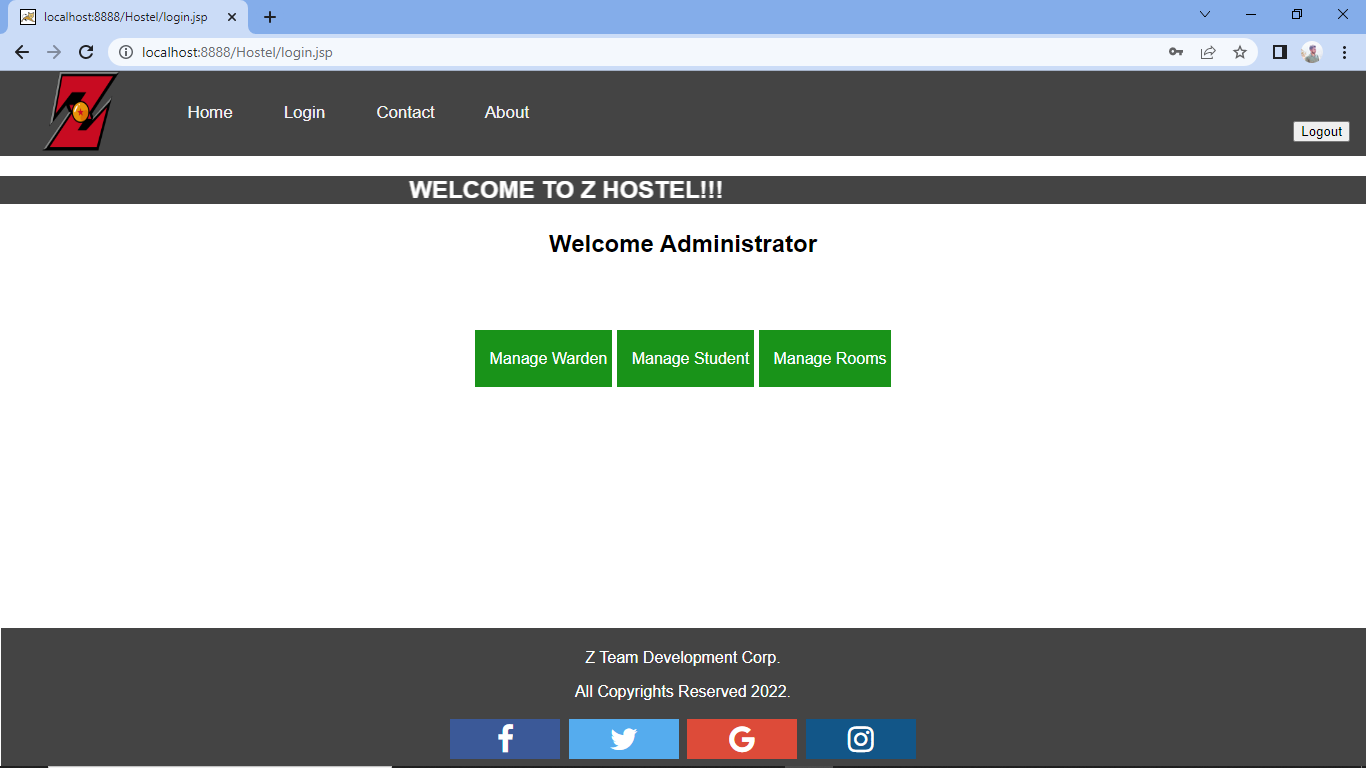 localhost:8888/Hostel/login.jsp
localhost:8888/Hostel/login.jsp
Z
Home Login Contact About
Logout
WELCOME TO Z HOSTEL!!!
Welcome Administrator
Manage Warden Manage Student Manage Rooms
Z Team Development Corp.
All Copyrights Reserved 2022.
f G